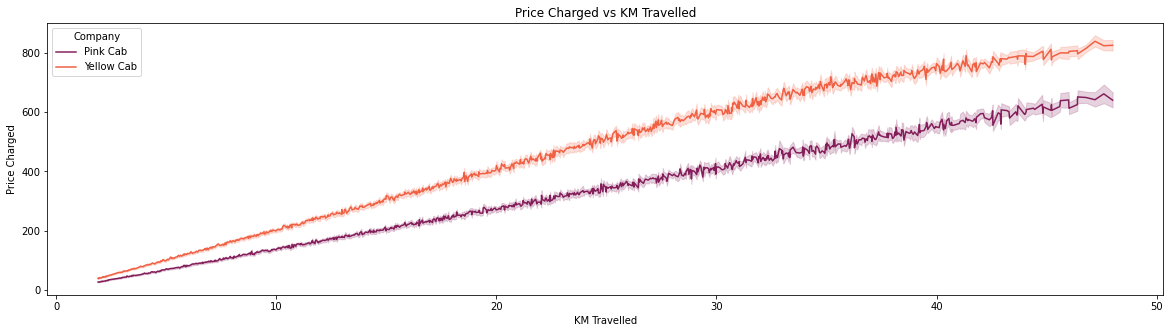 Price Charged vs KM Travelled
Company
Pink Cab
Yellow Cab
Price Charged
800
600
400
200
0
0 10 20 30 40 50
KM Travelled